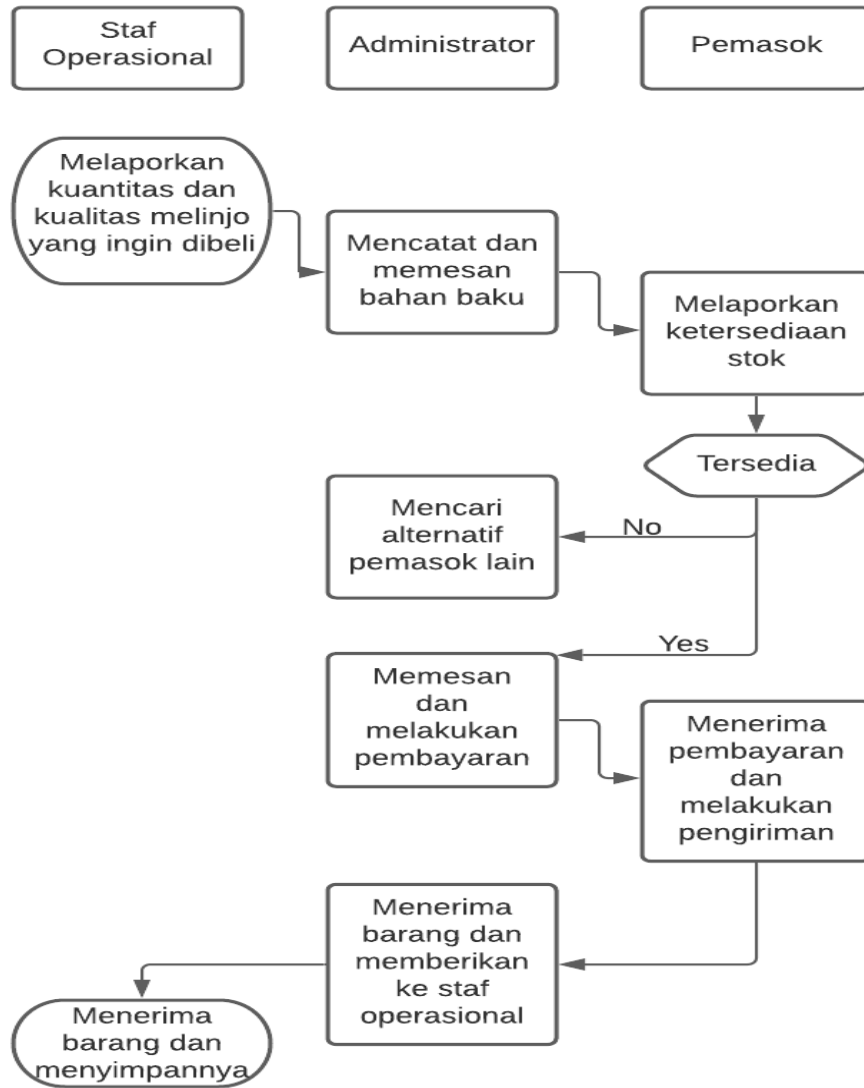 Staf
Operasional
Administrator
Pemasok
Melaporkan
kuantitas dan
kualitas melinjo
yang ingin dibeli
Mencatat dan
memesan
bahan baku
Melaporkan
ketersediaan
stok
Tersedia
No
Mencari
alternatif
pemasok lain
Yes
Memesan
dan
melakukan
pembayaran
Menerima
pembayaran
dan
melakukan
pengiriman
Menerima
barang dan
memberikan
ke staf
operasional
Menerima
barang dan
menyimpannya